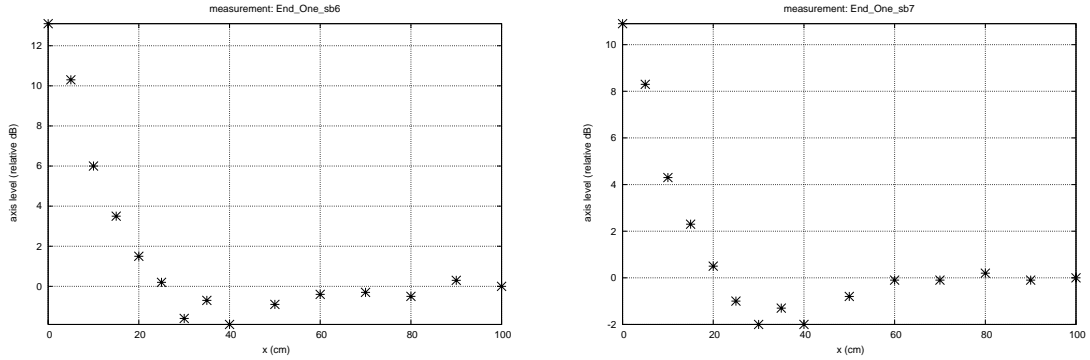 measurement: End_One_sb6
12
10
8
6
4
2
0
0 20 40 60 80 100
axis level (relative dB)
x (cm)
measurement: End_One_sb7
10
8
6
4
2
0
-2
0 20 40 60 80 100
axis level (relative dB)
x (cm)